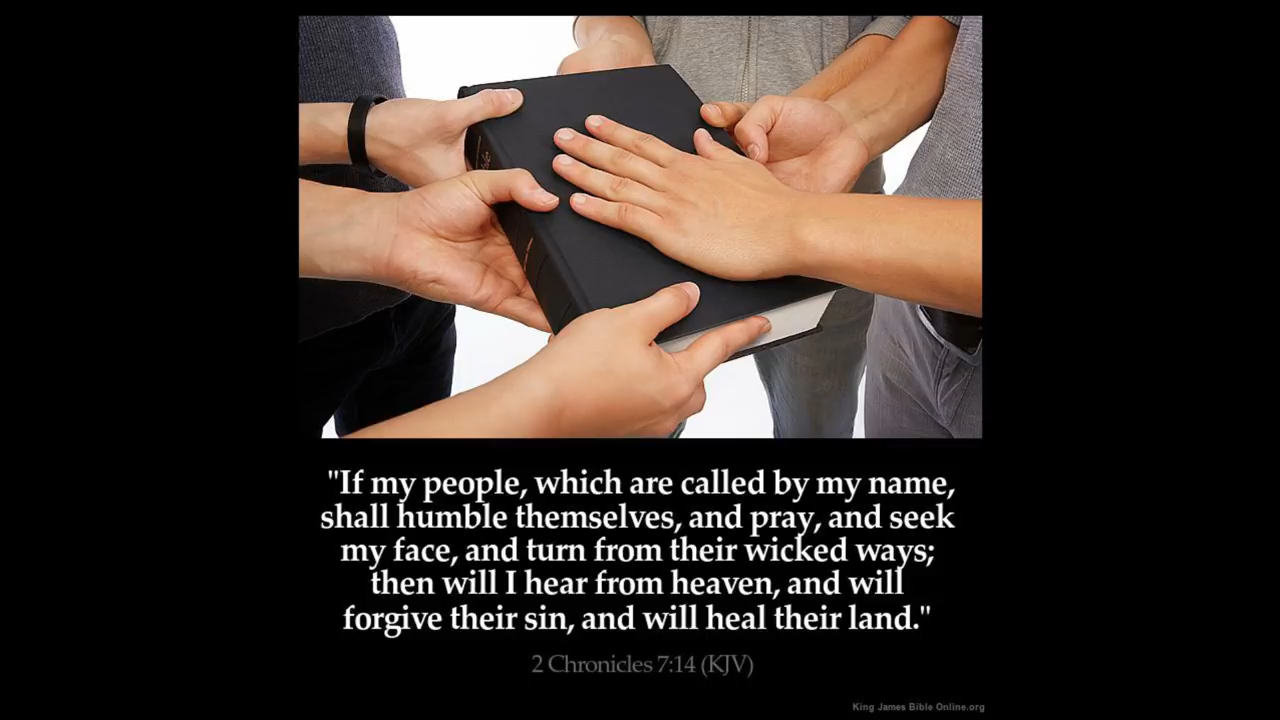 "If my people, which are called by my name,
shall humble themselves, and pray, and seek
my face, and turn from their wicked ways;
then will I hear from heaven, and will
forgive their sin, and will heal their land."
2 Chronicles 7:14 (KJV)
King James Bible Online.org